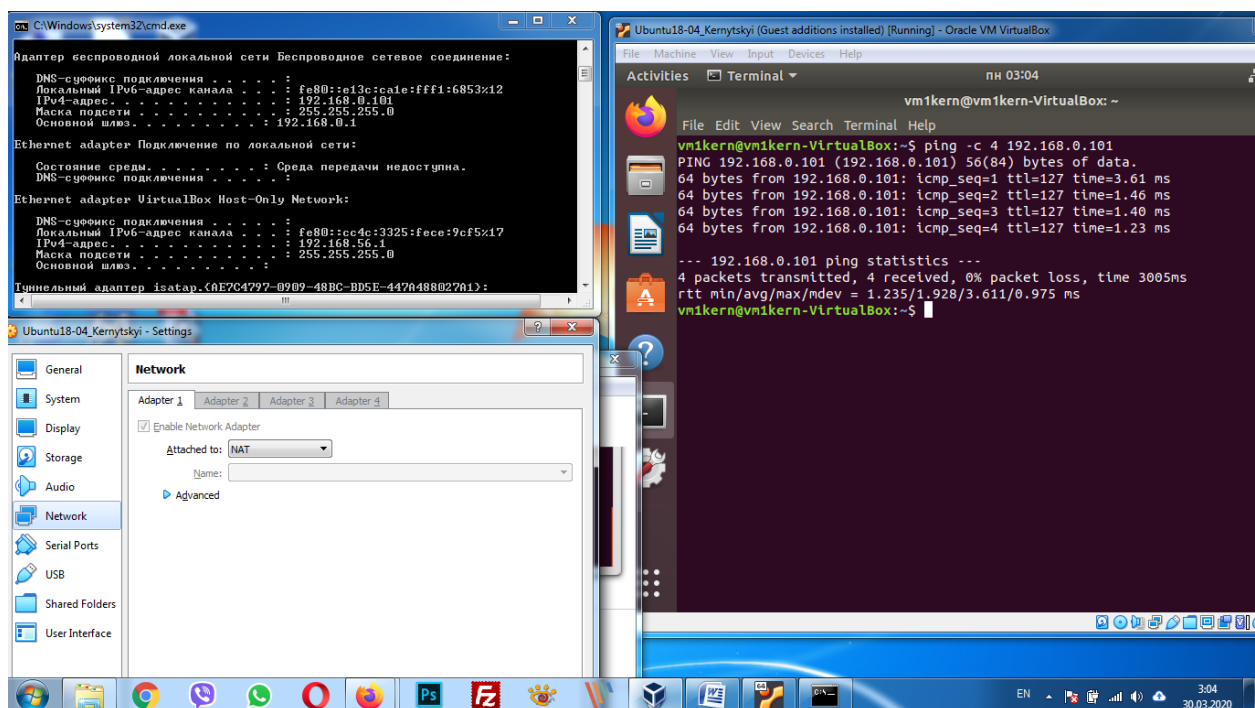 C:\Windows\system32\cmd.exe
Адаптер беспроводной локальной сети Беспроводное сетевое соединение:
DNS-суффикс подключения . . . . . :
Локальный IPv6-адрес канала . . . : fe80::e13c:ca1e:fff1:6853%12
IPv4-адрес. . . . . . . . . . . . : 192.168.0.101
Маска подсети . . . . . . . . . . : 255.255.255.0
Основной шлюз. . . . . . . . . : 192.168.0.1
Ethernet adapter Подключение по локальной сети:
Состояние среды. . . . . . . . : Среда передачи недоступна.
DNS-суффикс подключения . . . . . :
Ethernet adapter VirtualBox Host-Only Network:
DNS-суффикс подключения . . . . . :
Локальный IPv6-адрес канала . . . : fe80::cc4c:3325:fece:9cf5%17
IPv4-адрес. . . . . . . . . . . . : 192.168.56.1
Маска подсети . . . . . . . . . . : 255.255.255.0
Основной шлюз. . . . . . . . . :
Туннельный адаптер isatap.{AE7C4797-0909-48BC-BD5E-447A488027A1}:
Ubuntu18-04_Kernytskyi - Settings
General
System
Display
Storage
Audio
Network
Serial Ports
USB
Shared Folders
User Interface
Network
Adapter 1 Adapter 2 Adapter 3 Adapter 4
Enable Network Adapter
Attached to: NAT
Name:
Advanced
Ubuntu18-04_Kernytskyi (Guest additions installed) [Running] - Oracle VM VirtualBox
File Machine View Input Devices Help
Activities Terminal пн 03:04
vm1kern@vm1kern-VirtualBox: ~
File Edit View Search Terminal Help
vm1kern@vm1kern-VirtualBox:~$ ping -c 4 192.168.0.101
PING 192.168.0.101 (192.168.0.101) 56(84) bytes of data.
64 bytes from 192.168.0.101: icmp_seq=1 ttl=127 time=3.61 ms
64 bytes from 192.168.0.101: icmp_seq=2 ttl=127 time=1.46 ms
64 bytes from 192.168.0.101: icmp_seq=3 ttl=127 time=1.40 ms
64 bytes from 192.168.0.101: icmp_seq=4 ttl=127 time=1.23 ms
--- 192.168.0.101 ping statistics ---
4 packets transmitted, 4 received, 0% packet loss, time 3005ms
rtt min/avg/max/mdev = 1.235/1.928/3.611/0.975 ms
vm1kern@vm1kern-VirtualBox:~$
Ps
Fz
64
C:\
EN
3:04
30.03.2020